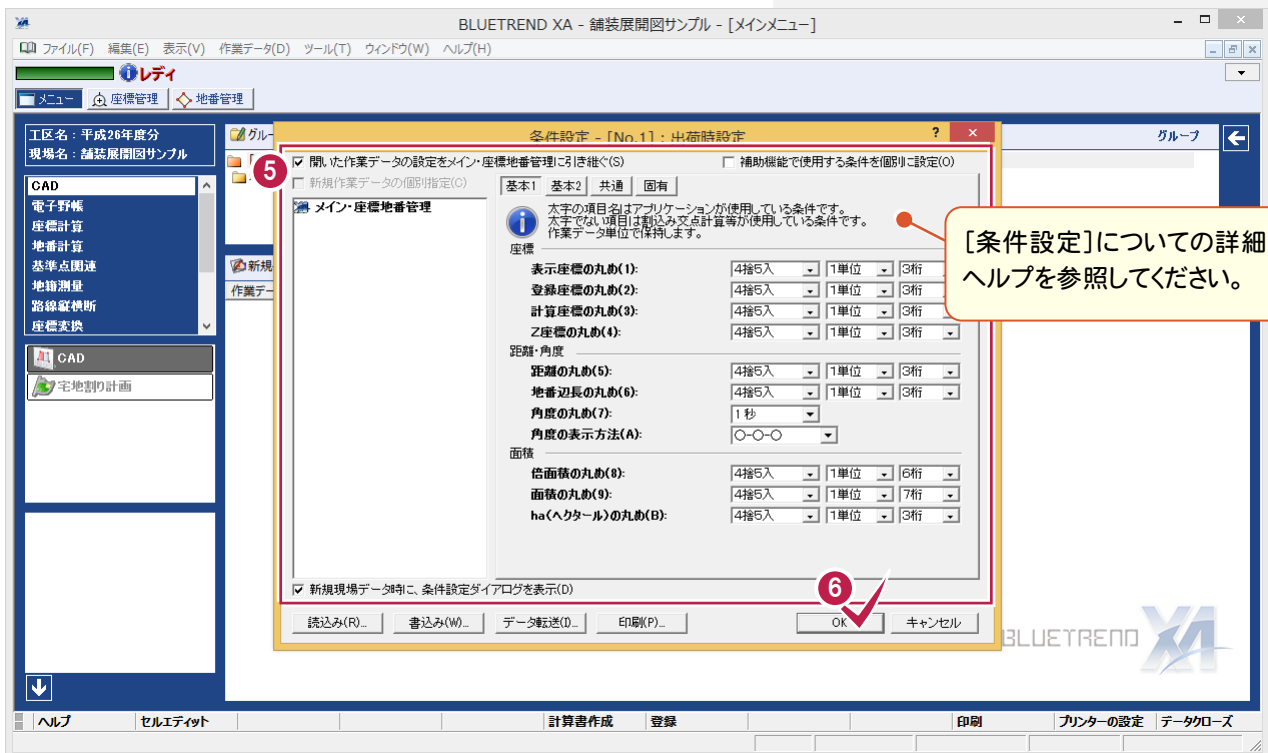 BLUETREND XA - 舗装展開図サンプル - [メインメニュー]
ファイル(F) 編集(E) 表示(V) 作業データ(D) ツール(T) ウィンドウ(W) ヘルプ(H)
レディ
メニュー 座標管理 地番管理
工区名：平成26年度分
現場名：舗装展開図サンプル
CAD
電子野帳
座標計算
地番計算
基準点関連
地籍測量
路線縦横断
座標変換
CAD
宅地割り計画
グルー
グループ
新規
作業デー
条件設定 - [No.1]：出荷時設定
5
開いた作業データの設定をメイン・座標地番管理に引き継ぐ(S) 補助機能で使用する条件を個別に設定(O)
新規作業データの個別指定(C)
メイン・座標地番管理
基本1 基本2 共通 固有
太字の項目名はアプリケーションが使用している条件です。
太字でない項目は割込み交点計算等が使用している条件です。
作業データ単位で保持します。
座標
表示座標の丸め(1): 4捨5入 1単位 3桁
登録座標の丸め(2): 4捨5入 1単位 3桁
計算座標の丸め(3): 4捨5入 1単位 3桁
Z座標の丸め(4): 4捨5入 1単位 3桁
距離・角度
距離の丸め(5): 4捨5入 1単位 3桁
地番辺長の丸め(6): 4捨5入 1単位 3桁
角度の丸め(7): 1秒
角度の表示方法(A): ○-○-○
面積
倍面積の丸め(8): 4捨5入 1単位 6桁
面積の丸め(9): 4捨5入 1単位 7桁
ha(ヘクタール)の丸め(B): 4捨5入 1単位 3桁
新規現場データ時に、条件設定ダイアログを表示(D)
6
読込み(R)... 書込み(W)... データ転送(I)... 印刷(P)... OK キャンセル
[条件設定]についての詳細
ヘルプを参照してください。
BLUETREND XA
ヘルプ セルエディット 計算書作成 登録 印刷 プリンターの設定 データクローズ